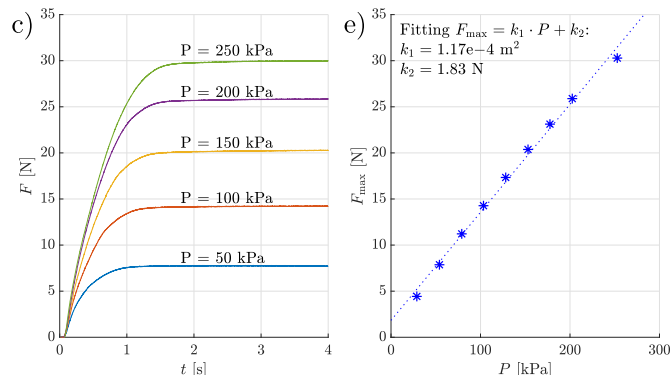 c)
P = 250 kPa
P = 200 kPa
P = 150 kPa
P = 100 kPa
P = 50 kPa
35
30
25
20
15
10
5
0
F [N]
0 1 2 3 4
t [s]
e)
Fitting Fmax = k1 · P + k2:
k1 = 1.17e−4 m²
k2 = 1.83 N
35
30
25
20
15
10
5
0
Fmax [N]
0 100 200 300
P [kPa]